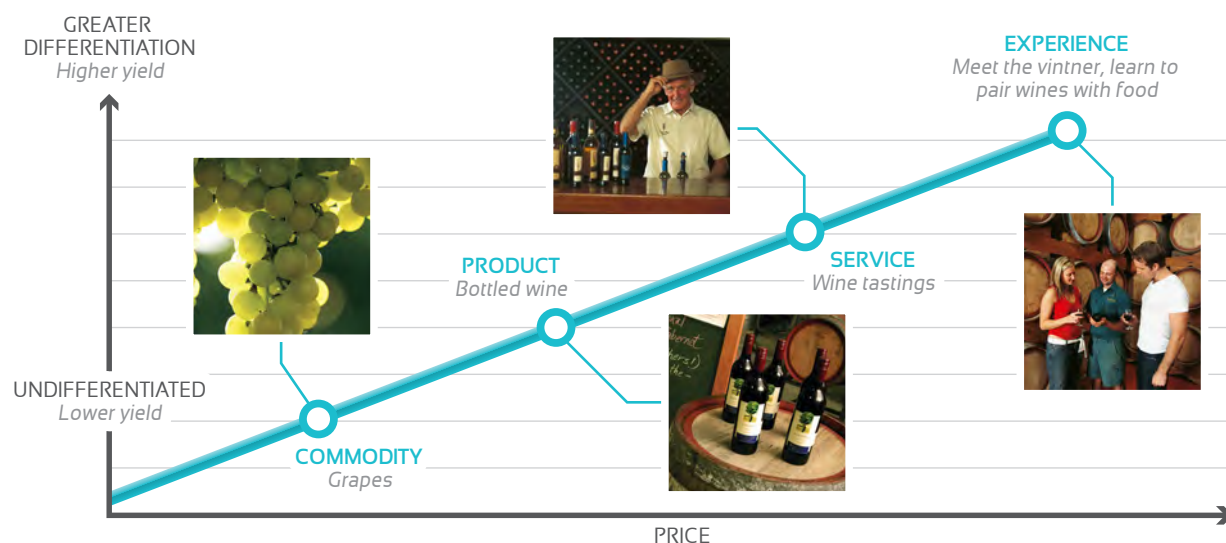 GREATER
DIFFERENTIATION
Higher yield
EXPERIENCE
Meet the vintner, learn to
pair wines with food
PRODUCT
Bottled wine
SERVICE
Wine tastings
UNDIFFERENTIATED
Lower yield
COMMODITY
Grapes
PRICE